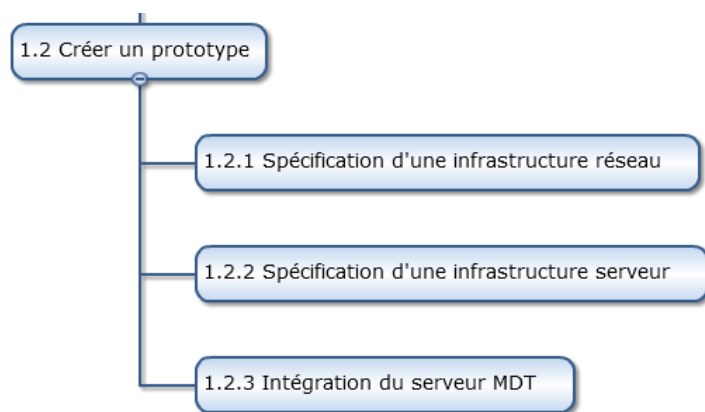 1.2 Créer un prototype
1.2.1 Spécification d'une infrastructure réseau
1.2.2 Spécification d'une infrastructure serveur
1.2.3 Intégration du serveur MDT